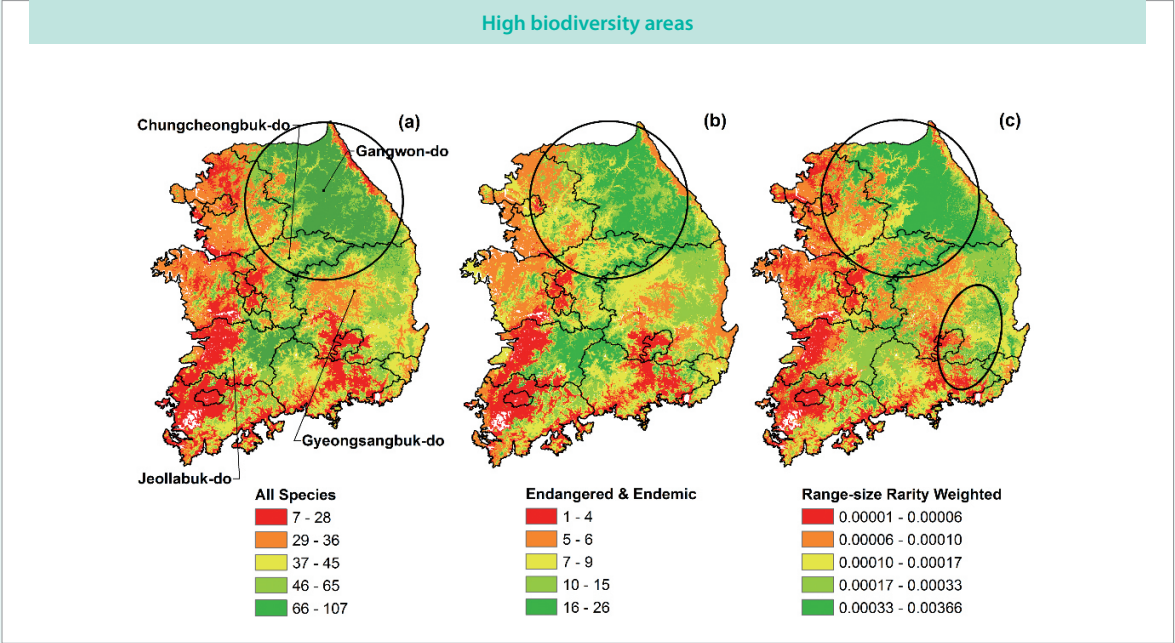 High biodiversity areas
(a)
(b)
(c)
Chungcheongbuk-do
Gangwon-do
Gyeongsangbuk-do
Jeollabuk-do
All Species
7 - 28
29 - 36
37 - 45
46 - 65
66 - 107
Endangered & Endemic
1 - 4
5 - 6
7 - 9
10 - 15
16 - 26
Range-size Rarity Weighted
0.00001 - 0.00006
0.00006 - 0.00010
0.00010 - 0.00017
0.00017 - 0.00033
0.00033 - 0.00366